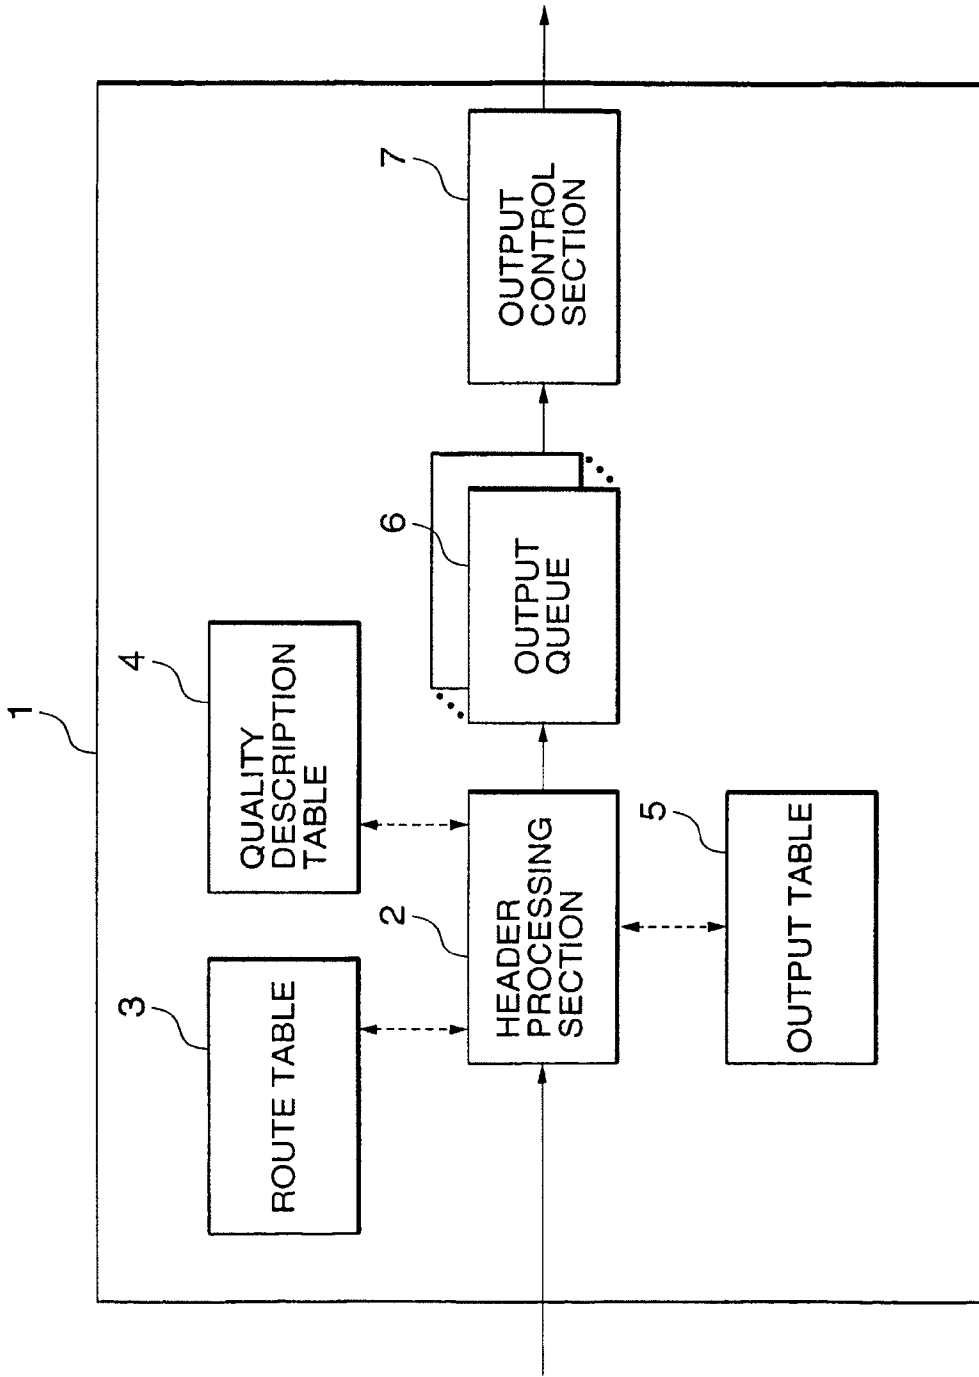 1
3
ROUTE TABLE
4
QUALITY
DESCRIPTION
TABLE
2
HEADER
PROCESSING
SECTION
6
OUTPUT
QUEUE
7
OUTPUT
CONTROL
SECTION
5
OUTPUT TABLE